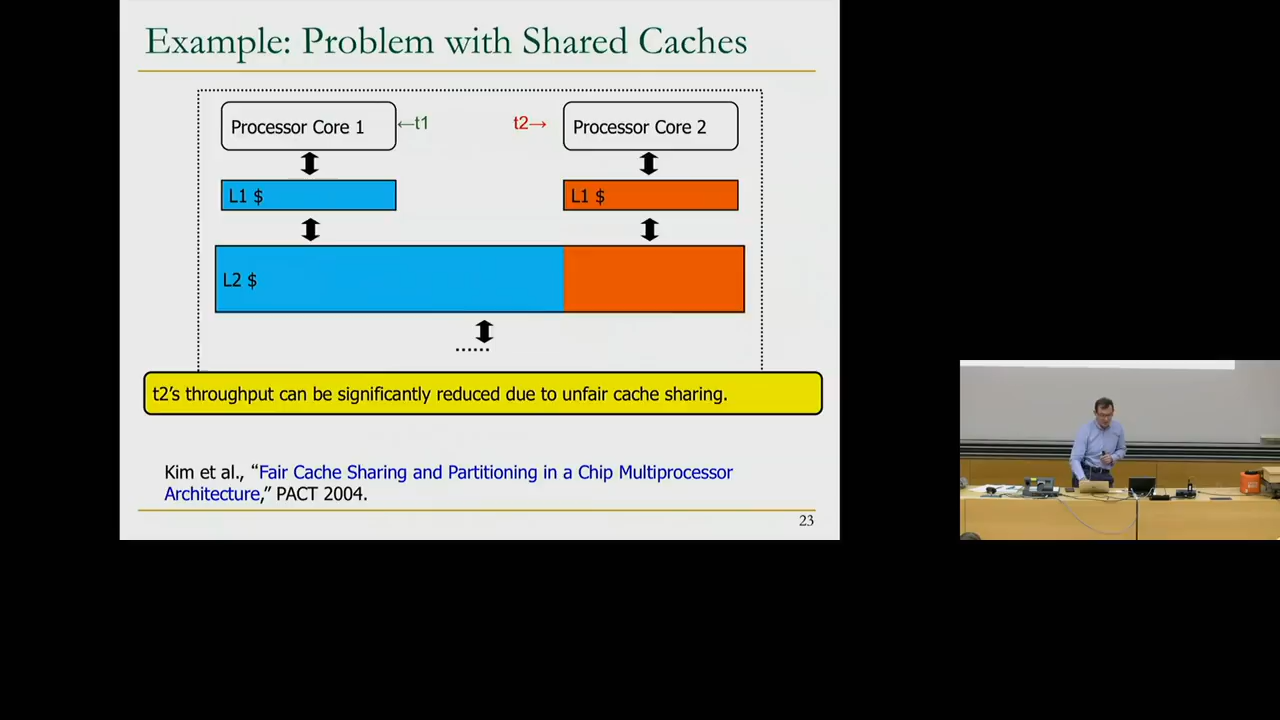 Example: Problem with Shared Caches
Processor Core 1
←t1
t2→
Processor Core 2
L1 $
L1 $
L2 $
......
t2’s throughput can be significantly reduced due to unfair cache sharing.
Kim et al., “Fair Cache Sharing and Partitioning in a Chip Multiprocessor
Architecture,” PACT 2004.
23